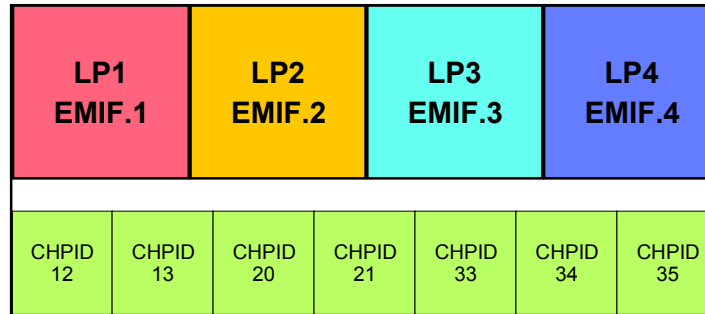 LP1
EMIF.1
LP2
EMIF.2
LP3
EMIF.3
LP4
EMIF.4
CHPID
12
CHPID
13
CHPID
20
CHPID
21
CHPID
33
CHPID
34
CHPID
35